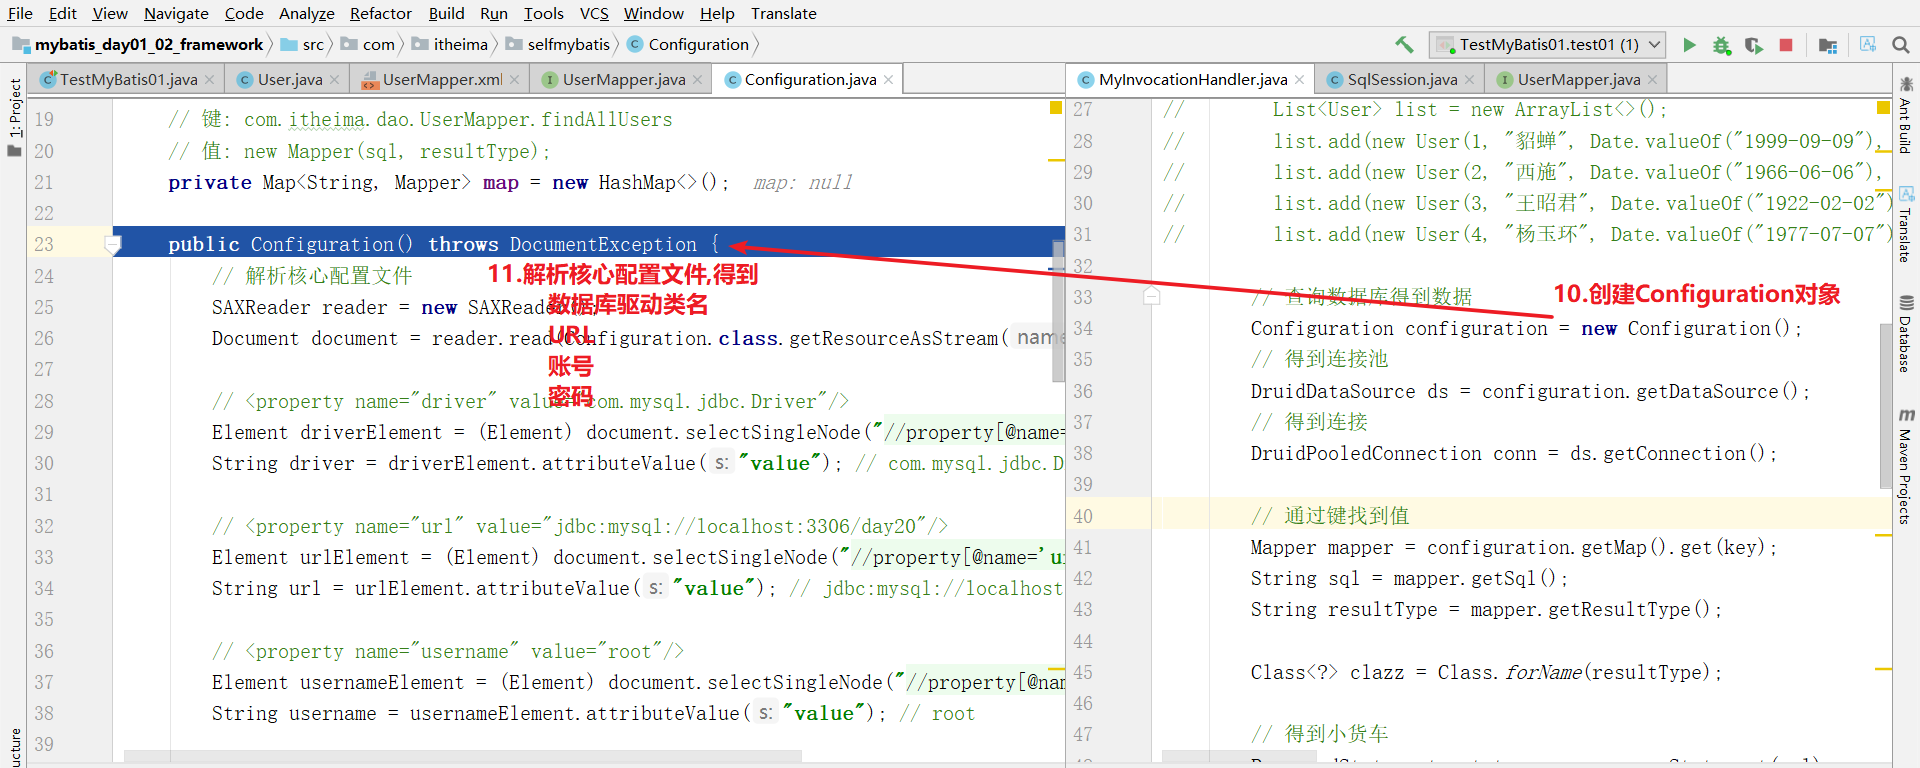 File Edit View Navigate Code Analyze Refactor Build Run Tools VCS Window Help Translate
mybatis_day01_02_framework src com itheima selfmybatis Configuration TestMyBatis01.test01 (1)
TestMyBatis01.java User.java UserMapper.xml UserMapper.java Configuration.java
MyInvocationHandler.java SqlSession.java UserMapper.java
1: Project
19 // 键: com.itheima.dao.UserMapper.findAllUsers
20 // 值: new Mapper(sql, resultType);
21 private Map<String, Mapper> map = new HashMap<>(); map: null
22
23 public Configuration() throws DocumentException {
24 // 解析核心配置文件
25 SAXReader reader = new SAXReader
26 Document document = reader.read(Configuration.class.getResourceAsStream( name
27
28 // <property name="driver" value="com.mysql.jdbc.Driver"/>
29 Element driverElement = (Element) document.selectSingleNode("//property[@name=
30 String driver = driverElement.attributeValue( s: "value"); // com.mysql.jdbc.D
31
32 // <property name="url" value="jdbc:mysql://localhost:3306/day20"/>
33 Element urlElement = (Element) document.selectSingleNode("//property[@name='u
34 String url = urlElement.attributeValue( s: "value"); // jdbc:mysql://localhost
35
36 // <property name="username" value="root"/>
37 Element usernameElement = (Element) document.selectSingleNode("//property[@na
38 String username = usernameElement.attributeValue( s: "value"); // root
39
11.解析核心配置文件,得到
数据库驱动类名
URL
账号
密码
27 // List<User> list = new ArrayList<>();
28 // list.add(new User(1, "貂蝉", Date.valueOf("1999-09-09"),
29 // list.add(new User(2, "西施", Date.valueOf("1966-06-06"),
30 // list.add(new User(3, "王昭君", Date.valueOf("1922-02-02")
31 // list.add(new User(4, "杨玉环", Date.valueOf("1977-07-07")
32
33 // 查询数据库得到数据
34 Configuration configuration = new Configuration();
35 // 得到连接池
36 DruidDataSource ds = configuration.getDataSource();
37 // 得到连接
38 DruidPooledConnection conn = ds.getConnection();
39
40 // 通过键找到值
41 Mapper mapper = configuration.getMap().get(key);
42 String sql = mapper.getSql();
43 String resultType = mapper.getResultType();
44
45 Class<?> clazz = Class.forName(resultType);
46
47 // 得到小货车
10.创建Configuration对象
Ant Build
Translate
Database
Maven Projects